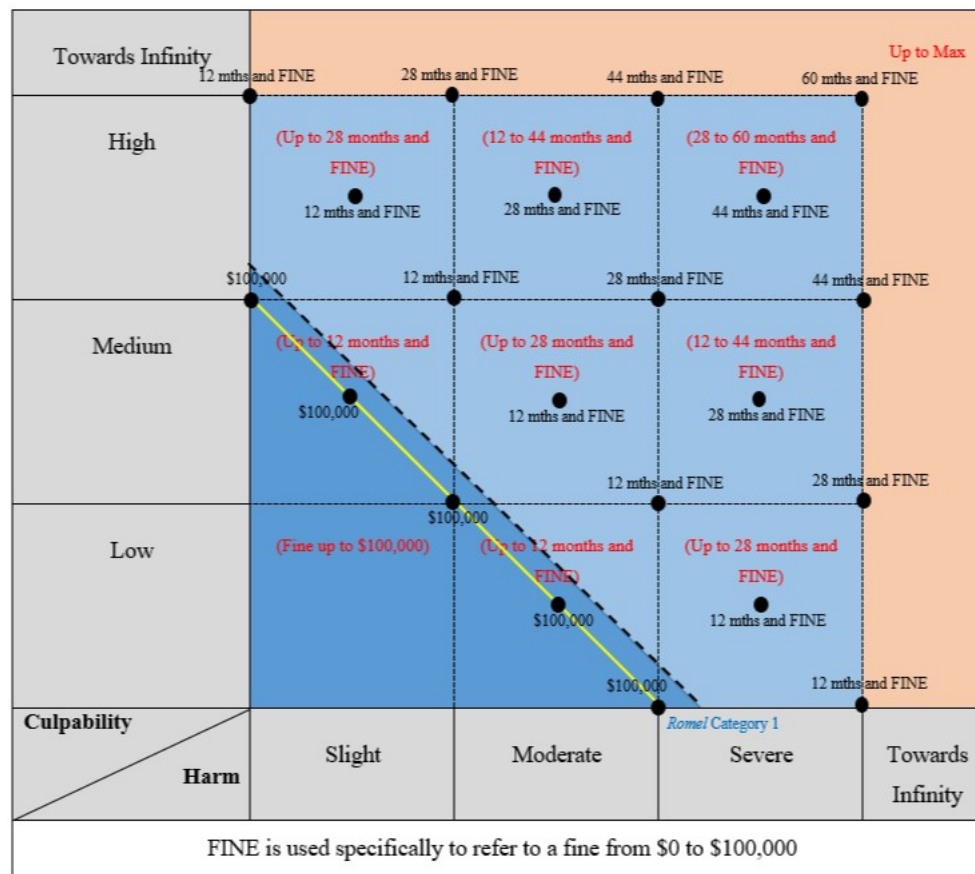 Towards Infinity
Up to Max
12 mths and FINE
28 mths and FINE
44 mths and FINE
60 mths and FINE
High
(Up to 28 months and
FINE)
12 mths and FINE
(12 to 44 months and
FINE)
28 mths and FINE
(28 to 60 months and
FINE)
44 mths and FINE
$100,000
12 mths and FINE
28 mths and FINE
44 mths and FINE
Medium
(Up to 12 months and
FINE)
$100,000
(Up to 28 months and
FINE)
12 mths and FINE
(12 to 44 months and
FINE)
28 mths and FINE
$100,000
12 mths and FINE
28 mths and FINE
Low
(Fine up to $100,000)
(Up to 12 months and
FINE)
$100,000
(Up to 28 months and
FINE)
12 mths and FINE
$100,000
12 mths and FINE
Culpability
Harm
Romel Category 1
Slight
Moderate
Severe
Towards
Infinity
FINE is used specifically to refer to a fine from $0 to $100,000